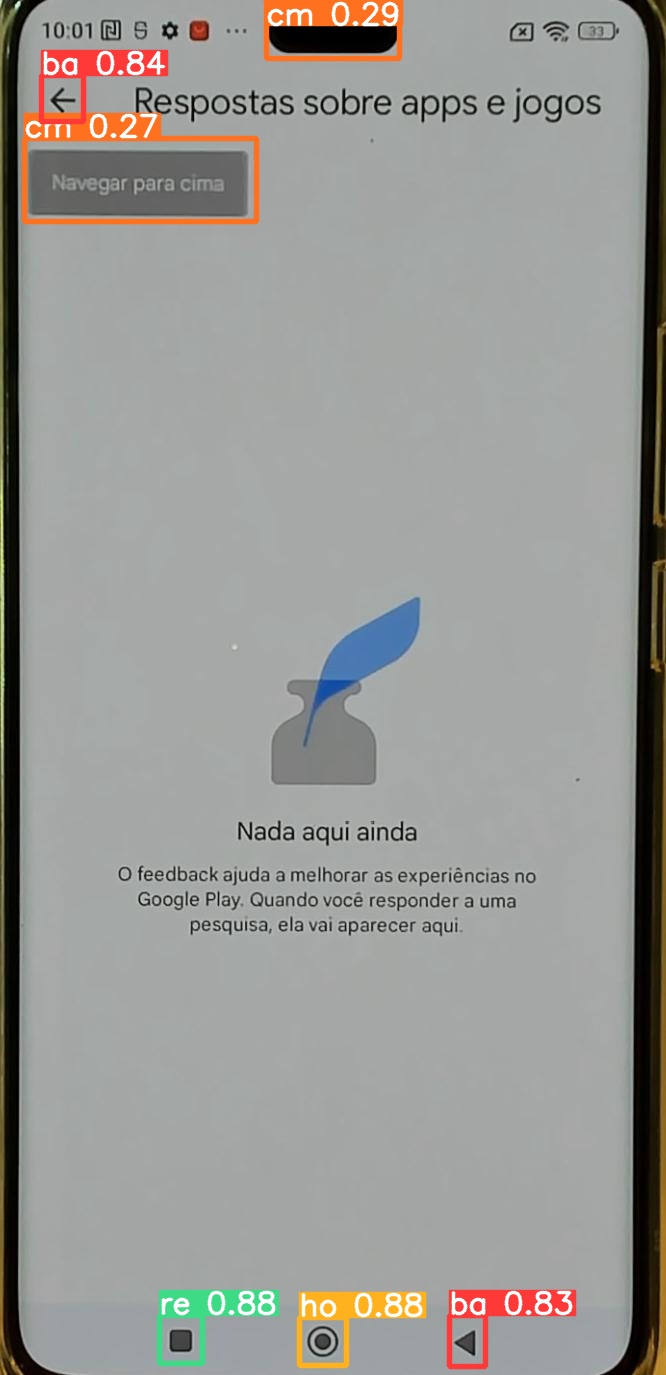 10:01
33
cm 0.29
ba 0.84
Respostas sobre apps e jogos
cm 0.27
Navegar para cima
Nada aqui ainda
O feedback ajuda a melhorar as experiências no
Google Play. Quando você responder a uma
pesquisa, ela vai aparecer aqui.
re 0.88
ho 0.88
ba 0.83